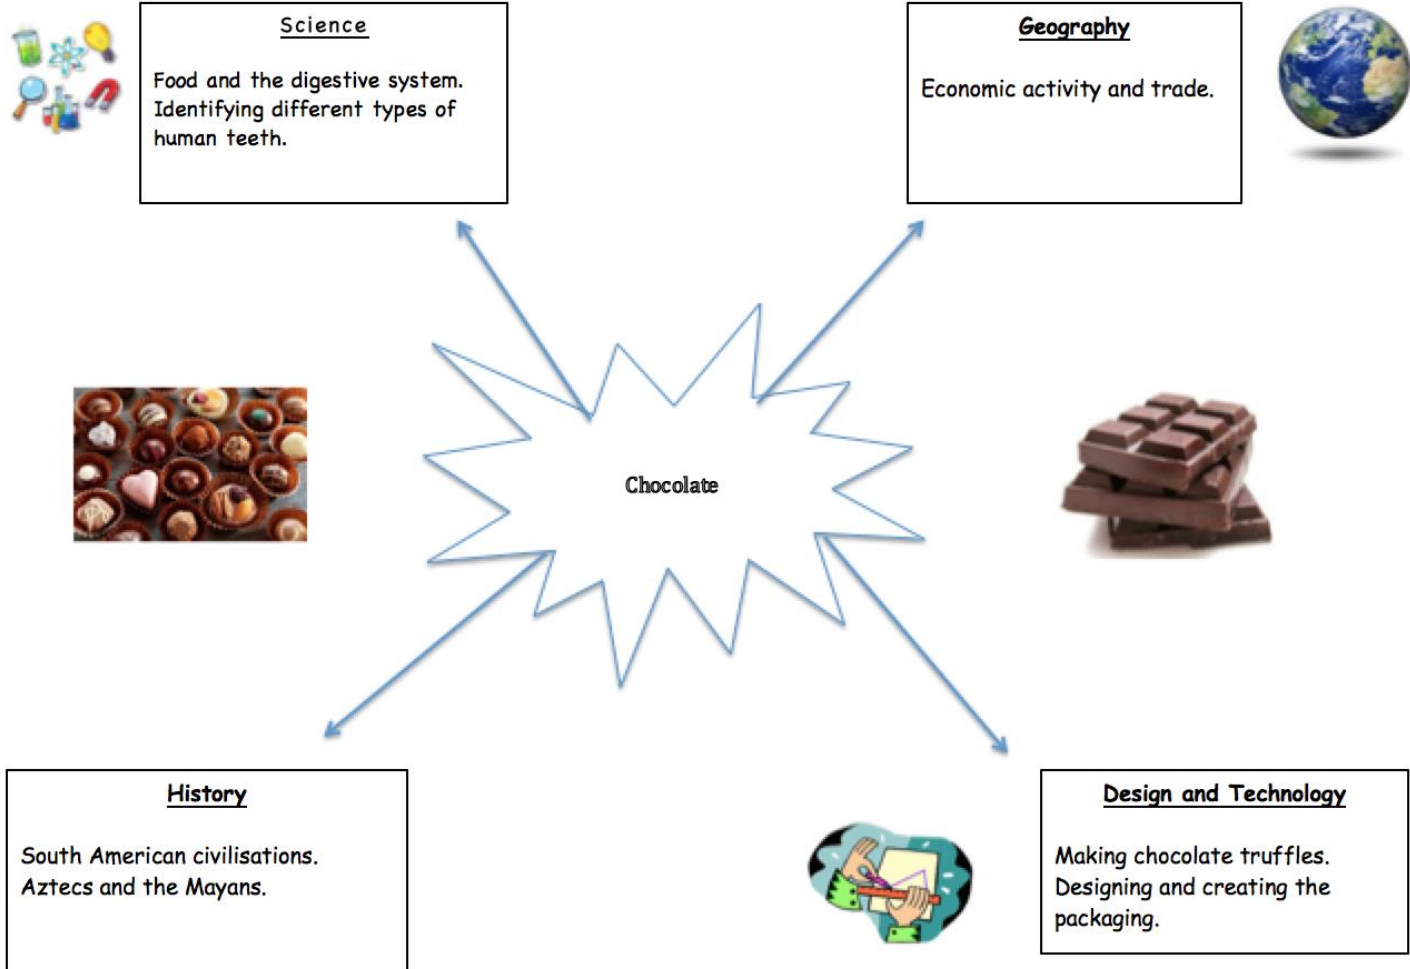 Science
Food and the digestive system.
Identifying different types of
human teeth.
Geography
Economic activity and trade.
Chocolate
History
South American civilisations.
Aztecs and the Mayans.
Design and Technology
Making chocolate truffles.
Designing and creating the
packaging.